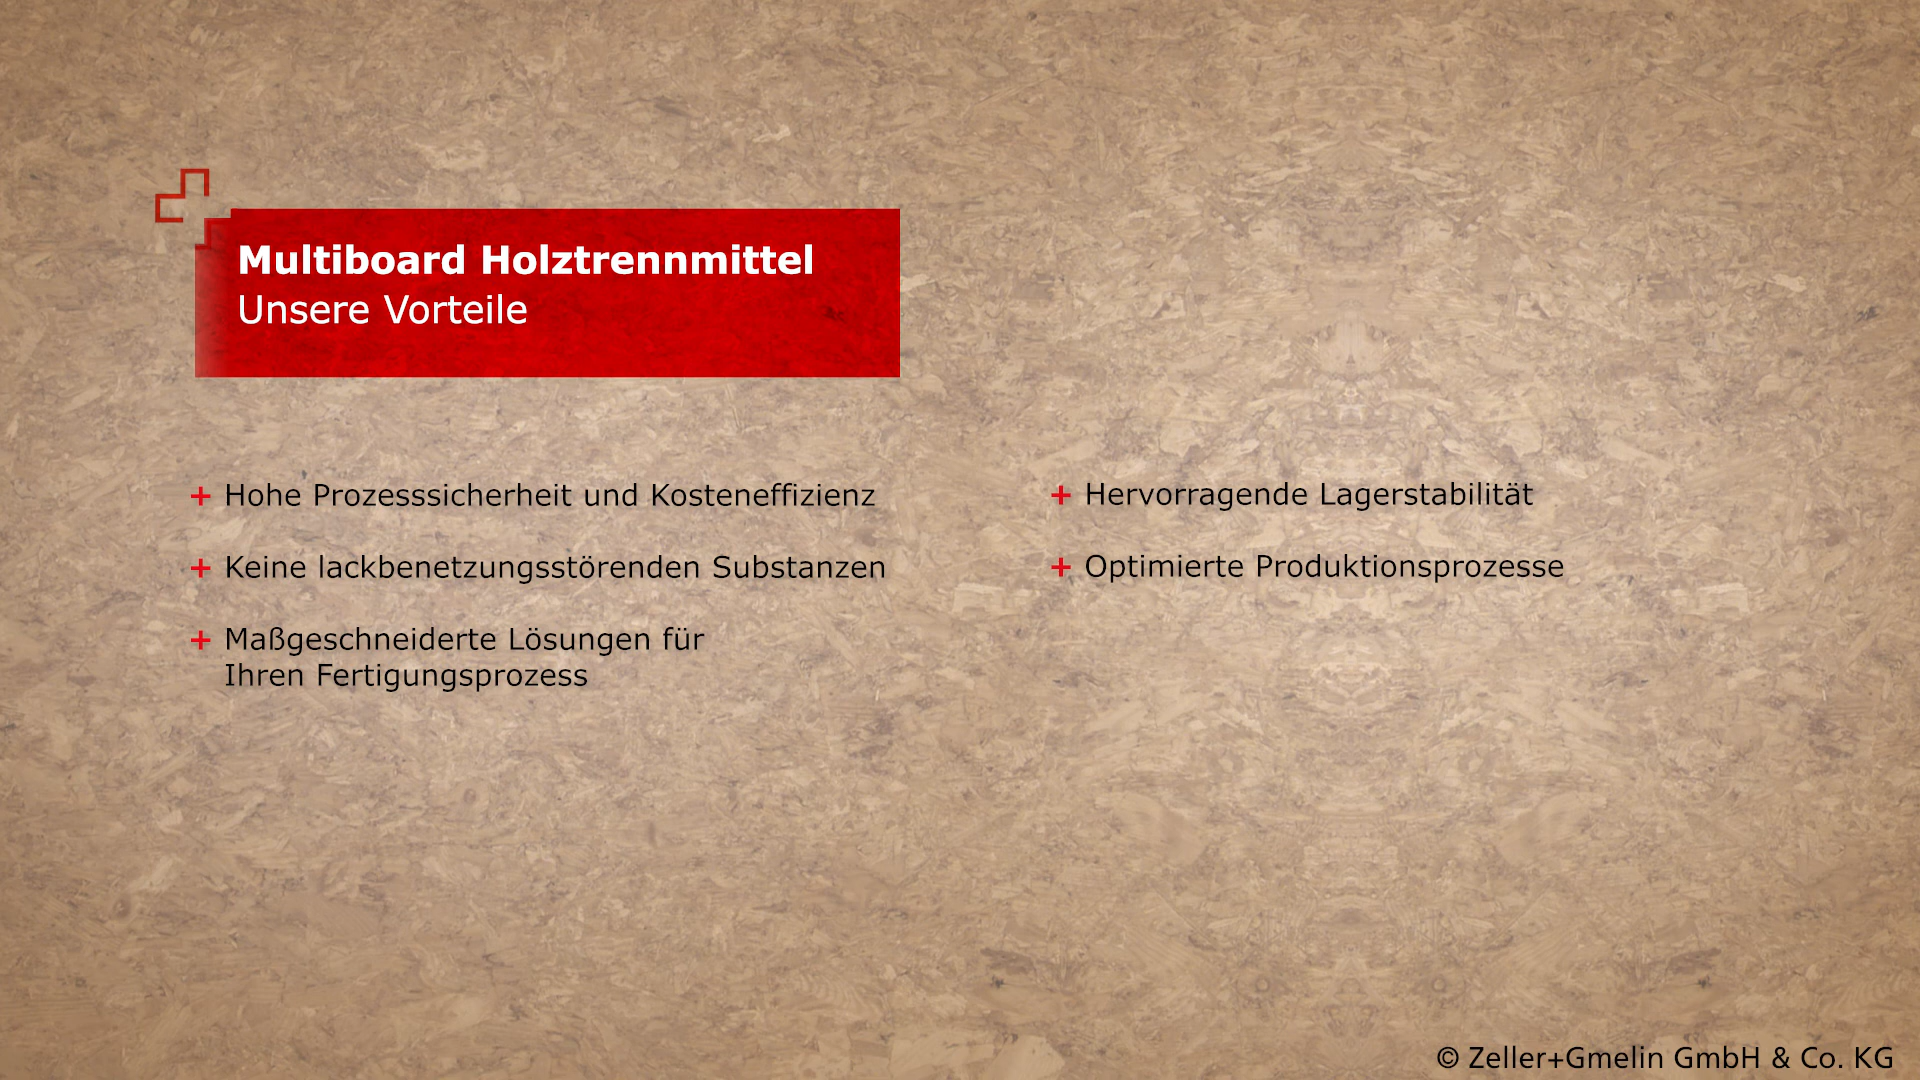 Multiboard Holztrennmittel
Unsere Vorteile
+ Hohe Prozesssicherheit und Kosteneffizienz
+ Keine lackbenetzungsstörenden Substanzen
+ Maßgeschneiderte Lösungen für
Ihren Fertigungsprozess
+ Hervorragende Lagerstabilität
+ Optimierte Produktionsprozesse
© Zeller+Gmelin GmbH & Co. KG